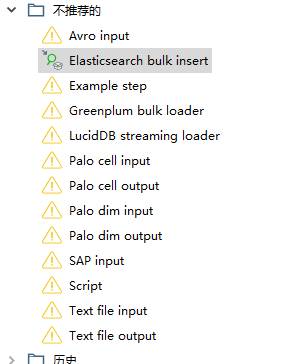 不推荐的
Avro input
Elasticsearch bulk insert
Example step
Greenplum bulk loader
LucidDB streaming loader
Palo cell input
Palo cell output
Palo dim input
Palo dim output
SAP input
Script
Text file input
Text file output
历史